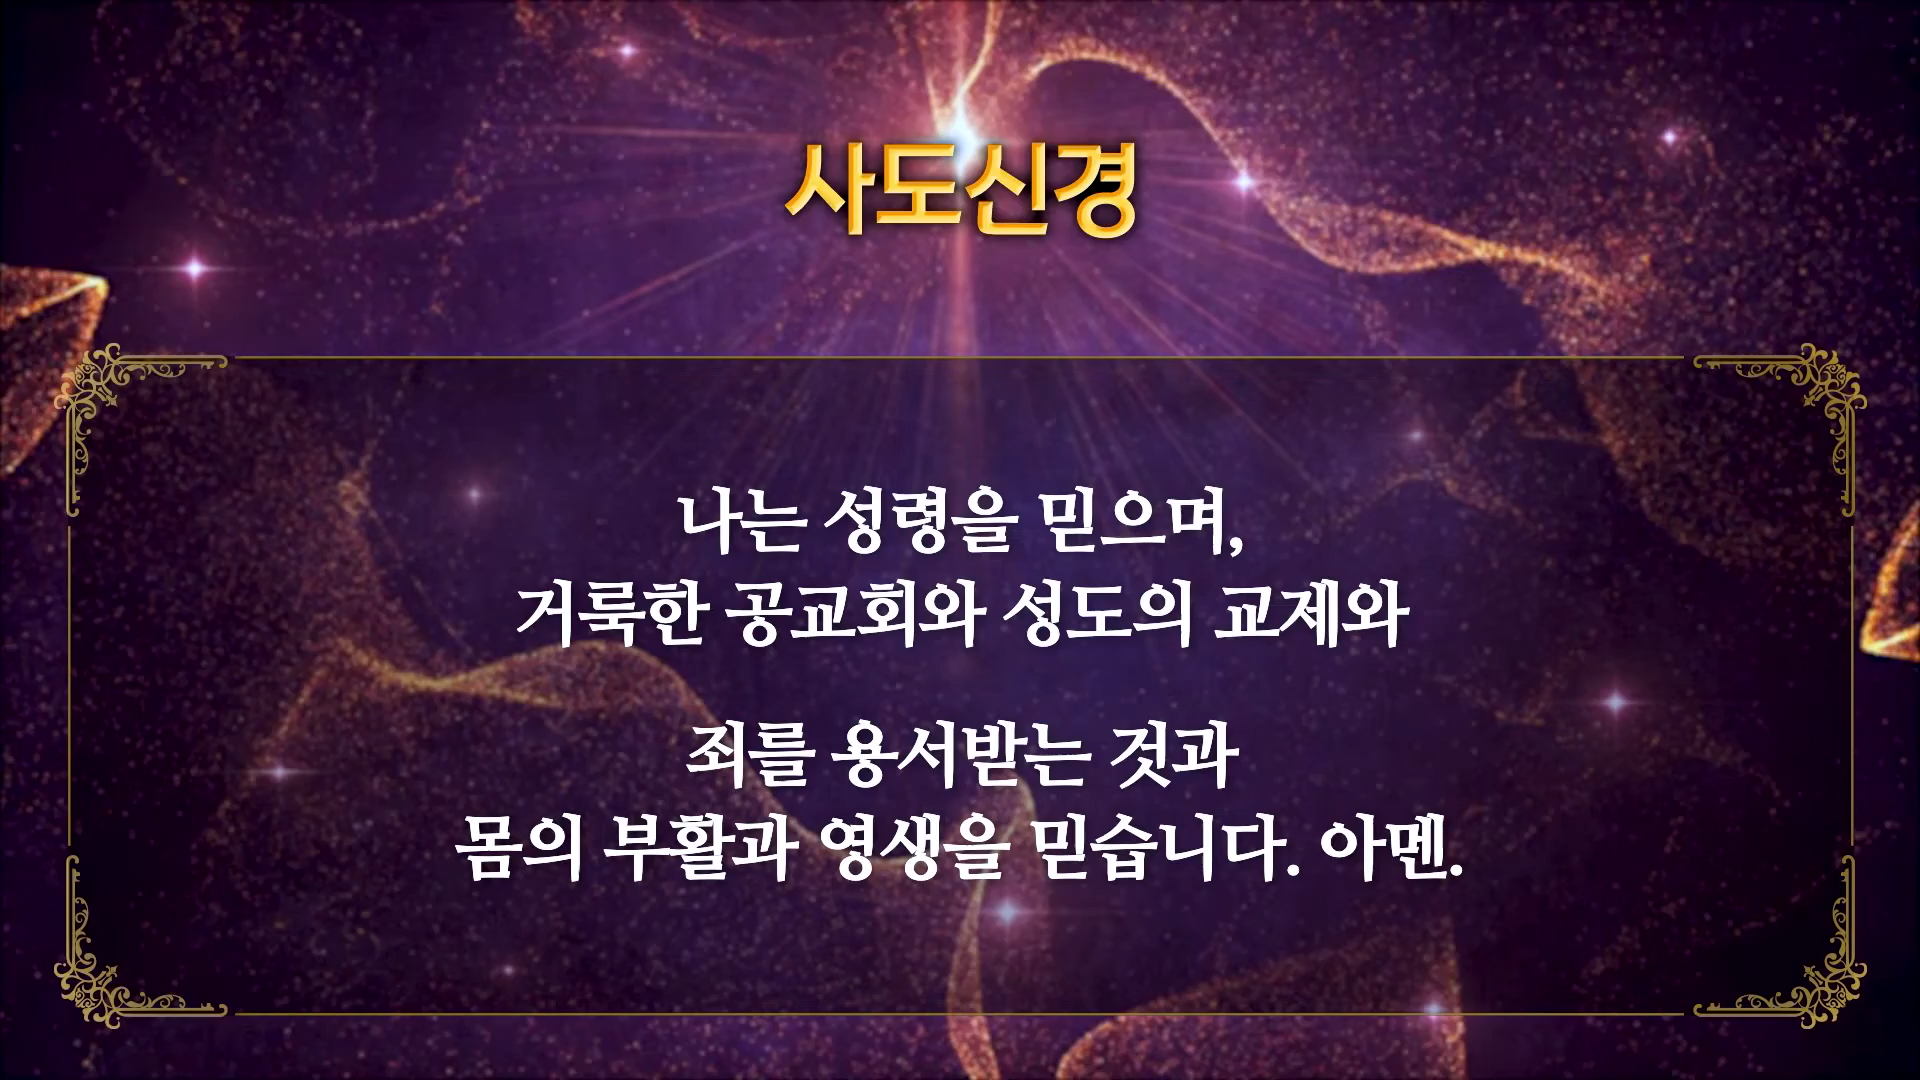 사도신경
나는 성령을 믿으며,
거룩한 공교회와 성도의 교제와
죄를 용서받는 것과
몸의 부활과 영생을 믿습니다. 아멘.